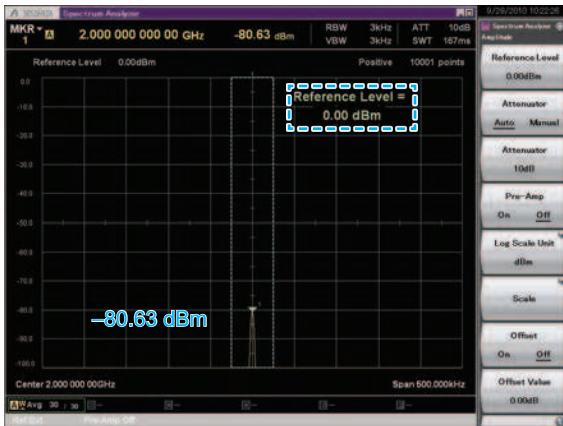 Spectrum Analyzer
9/28/2010 10:22:26
MKR
1
A
2.000 000 000 00 GHz
-80.63 dBm
RBW 3kHz
VBW 3kHz
ATT 10dB
SWT 167ms
Reference Level 0.00dBm
Positive 10001 points
0.0
-10.0
-20.0
-30.0
-40.0
-50.0
-60.0
-70.0
-80.0
-90.0
-100.0
Reference Level =
0.00 dBm
–80.63 dBm
1
Center 2.000 000 00GHz
Span 500.000kHz
A W Avg 30 / 30
Ref.Ext Pre-Amp Off
Spectrum Analyzer
Amplitude
Reference Level
0.00dBm
Attenuator
Auto Manual
Attenuator
10dB
Pre-Amp
On Off
Log Scale Unit
dBm
Scale
Offset
On Off
Offset Value
0.00dB